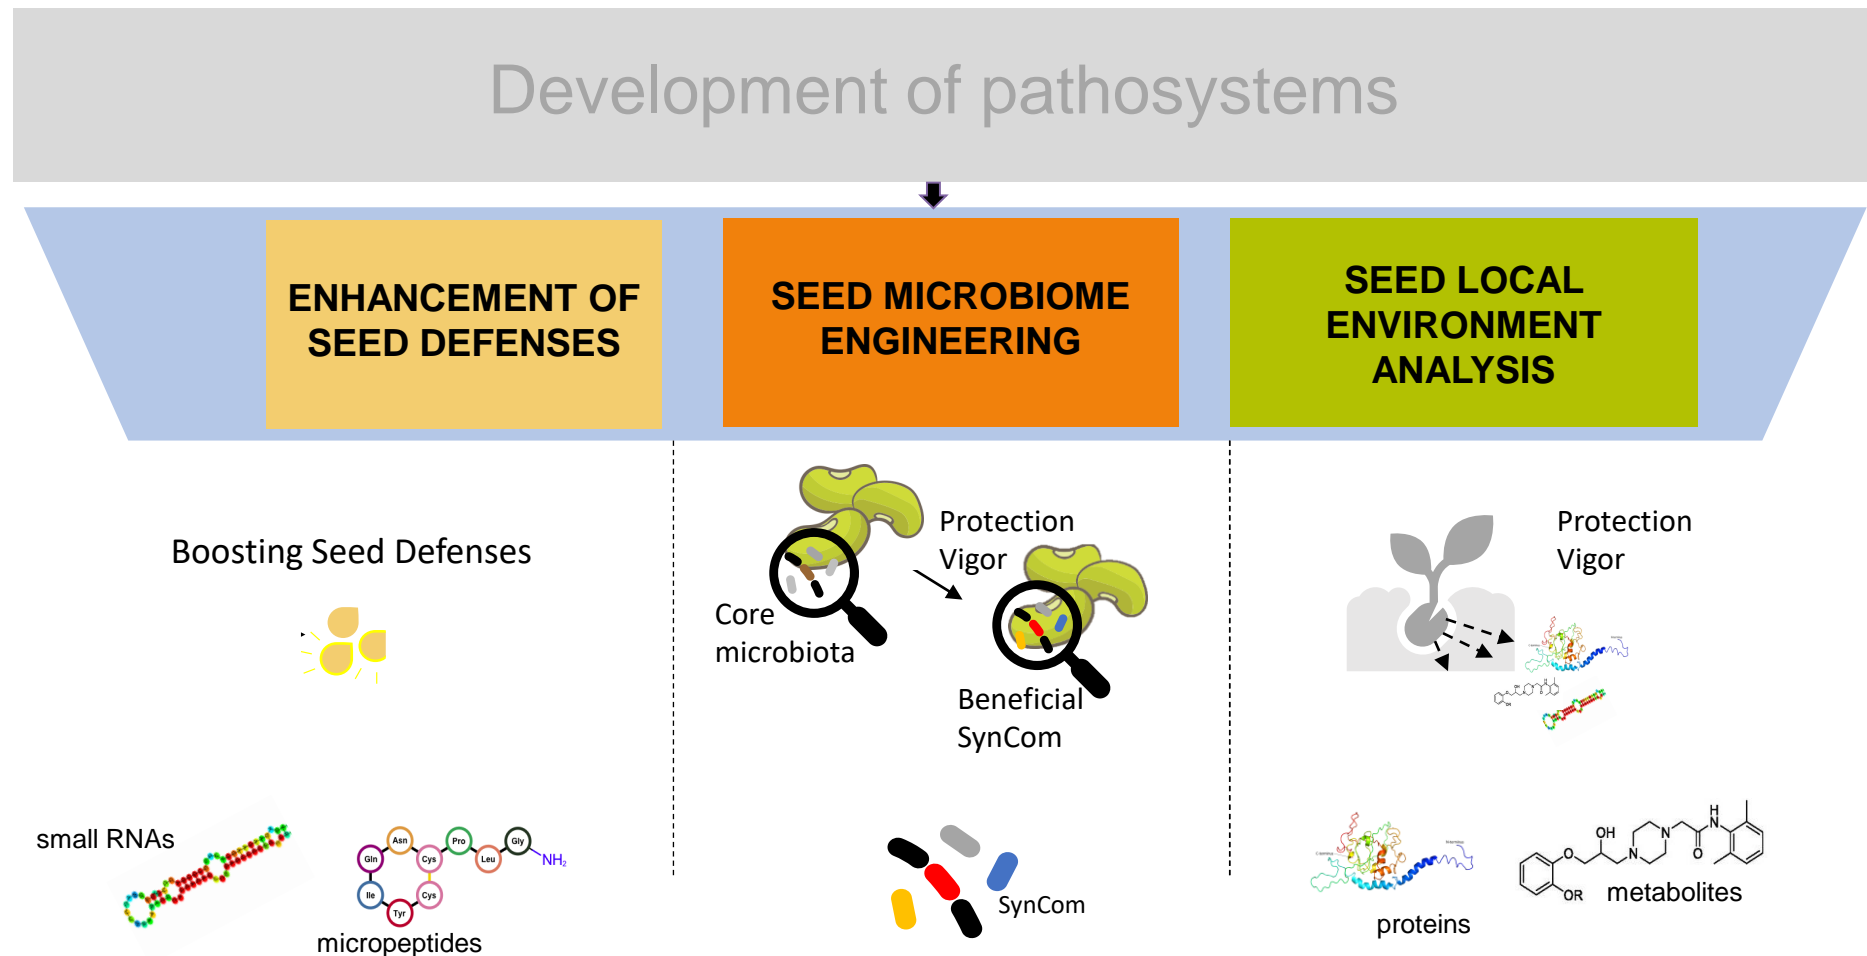 Development of pathosystems
ENHANCEMENT OF
SEED DEFENSES
SEED MICROBIOME
ENGINEERING
SEED LOCAL
ENVIRONMENT
ANALYSIS
Boosting Seed Defenses
small RNAs
Gln
Asn
Cys
Pro
Leu
Gly
NH₂
Ile
Tyr
Cys
micropeptides
Protection
Vigor
Core
microbiota
Beneficial
SynCom
SynCom
Protection
Vigor
OH
N
N
O
H
N
O
OR
proteins
metabolites